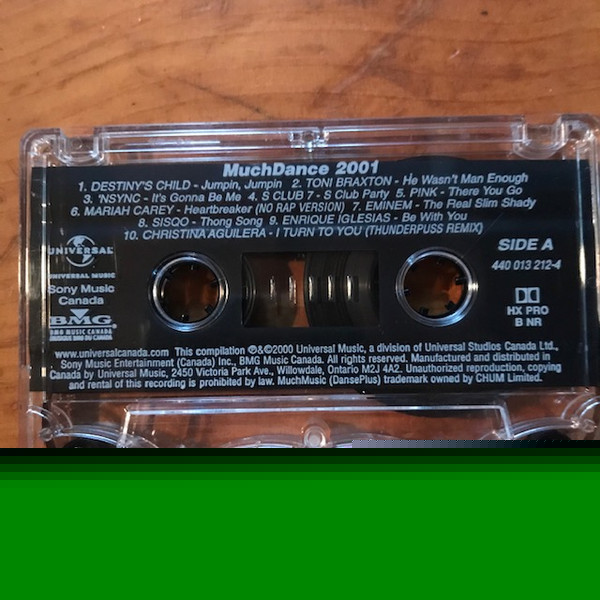 MuchDance 2001
1. DESTINY'S CHILD - Jumpin, Jumpin 2. TONI BRAXTON - He Wasn't Man Enough
3. 'NSYNC - It's Gonna Be Me 4. S CLUB 7 - S Club Party 5. PINK - There You Go
6. MARIAH CAREY - Heartbreaker (NO RAP VERSION) 7. EMINEM - The Real Slim Shady
8. SISQO - Thong Song 9. ENRIQUE IGLESIAS - Be With You
10. CHRISTINA AGUILERA - I TURN TO YOU (THUNDERPUSS REMIX)
UNIVERSAL
UNIVERSAL MUSIC
Sony Music
Canada
BMG
BMG MUSIC CANADA
MUSIQUE BMG DU CANADA
SIDE A
440 013 212-4
HX PRO
B NR
www.universalcanada.com This compilation ℗&©2000 Universal Music, a division of Universal Studios Canada Ltd.,
Sony Music Entertainment (Canada) Inc., BMG Music Canada. All rights reserved. Manufactured and distributed in
Canada by Universal Music, 2450 Victoria Park Ave., Willowdale, Ontario M2J 4A2. Unauthorized reproduction, copying
and rental of this recording is prohibited by law. MuchMusic (DansePlus) trademark owned by CHUM Limited.